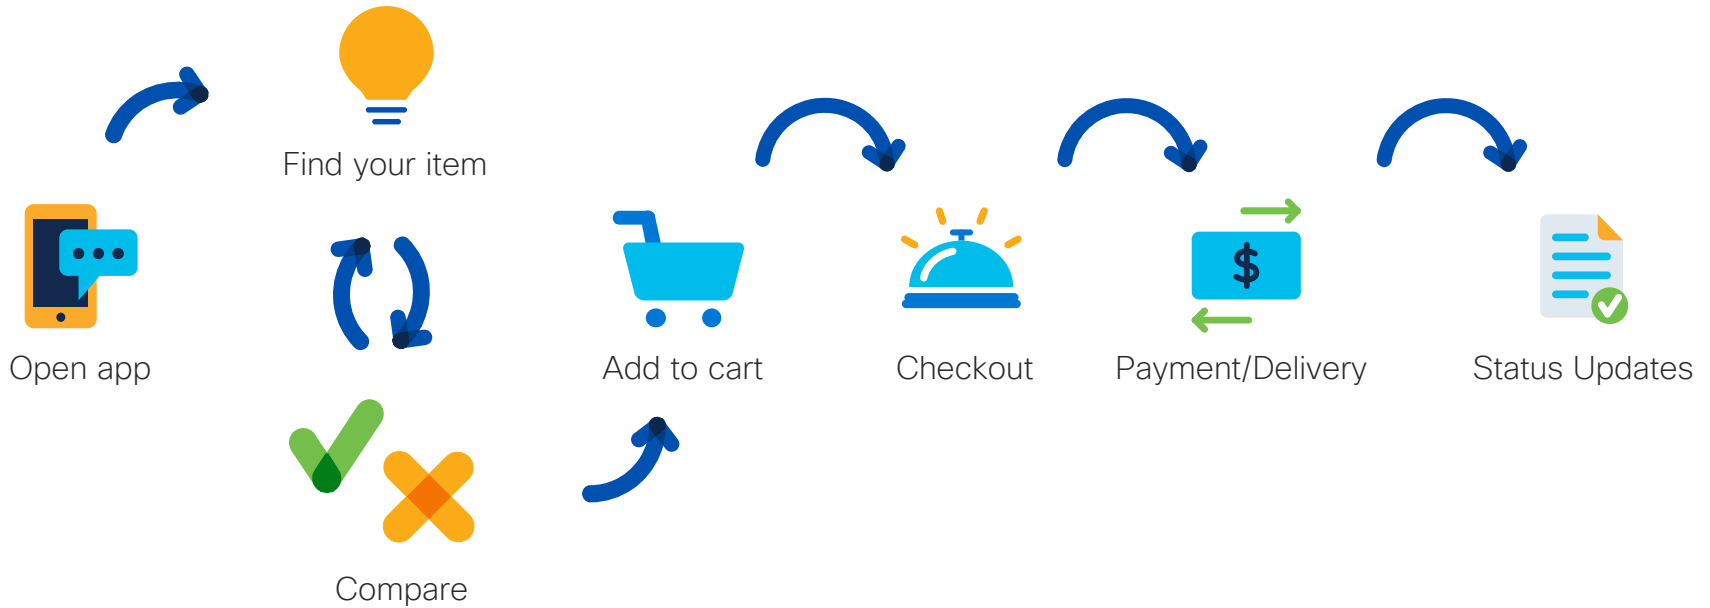 Open app
Find your item
Compare
Add to cart
Checkout
$
Payment/Delivery
Status Updates